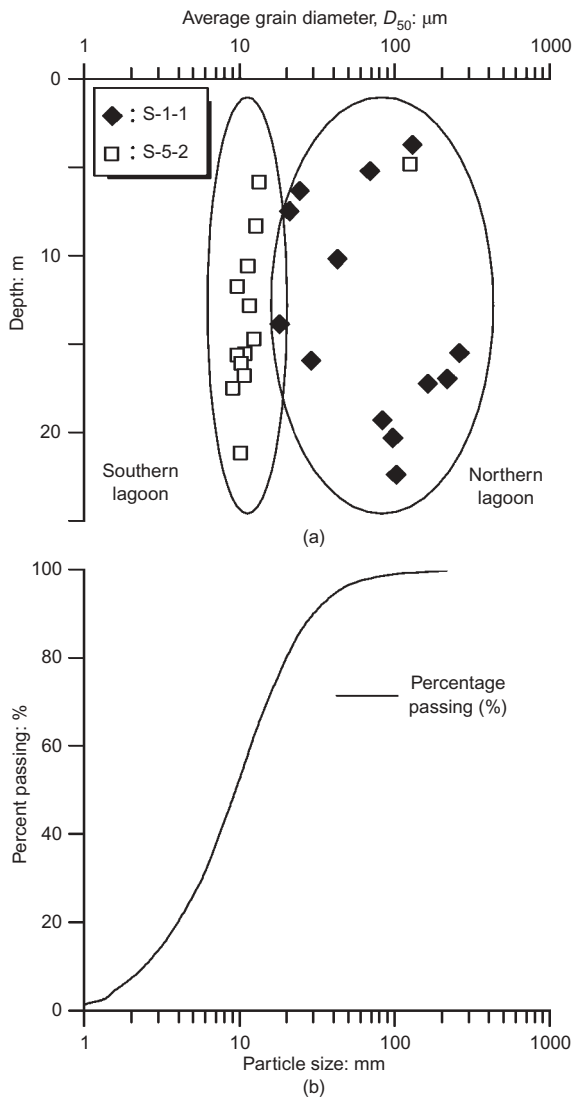 Average grain diameter, D50: μm
1 10 100 1000
0
10
20
Depth: m
: S-1-1
: S-5-2
Southern
lagoon
Northern
lagoon
(a)
100
80
60
40
20
0
Percent passing: %
Percentage
passing (%)
1 10 100 1000
Particle size: mm
(b)